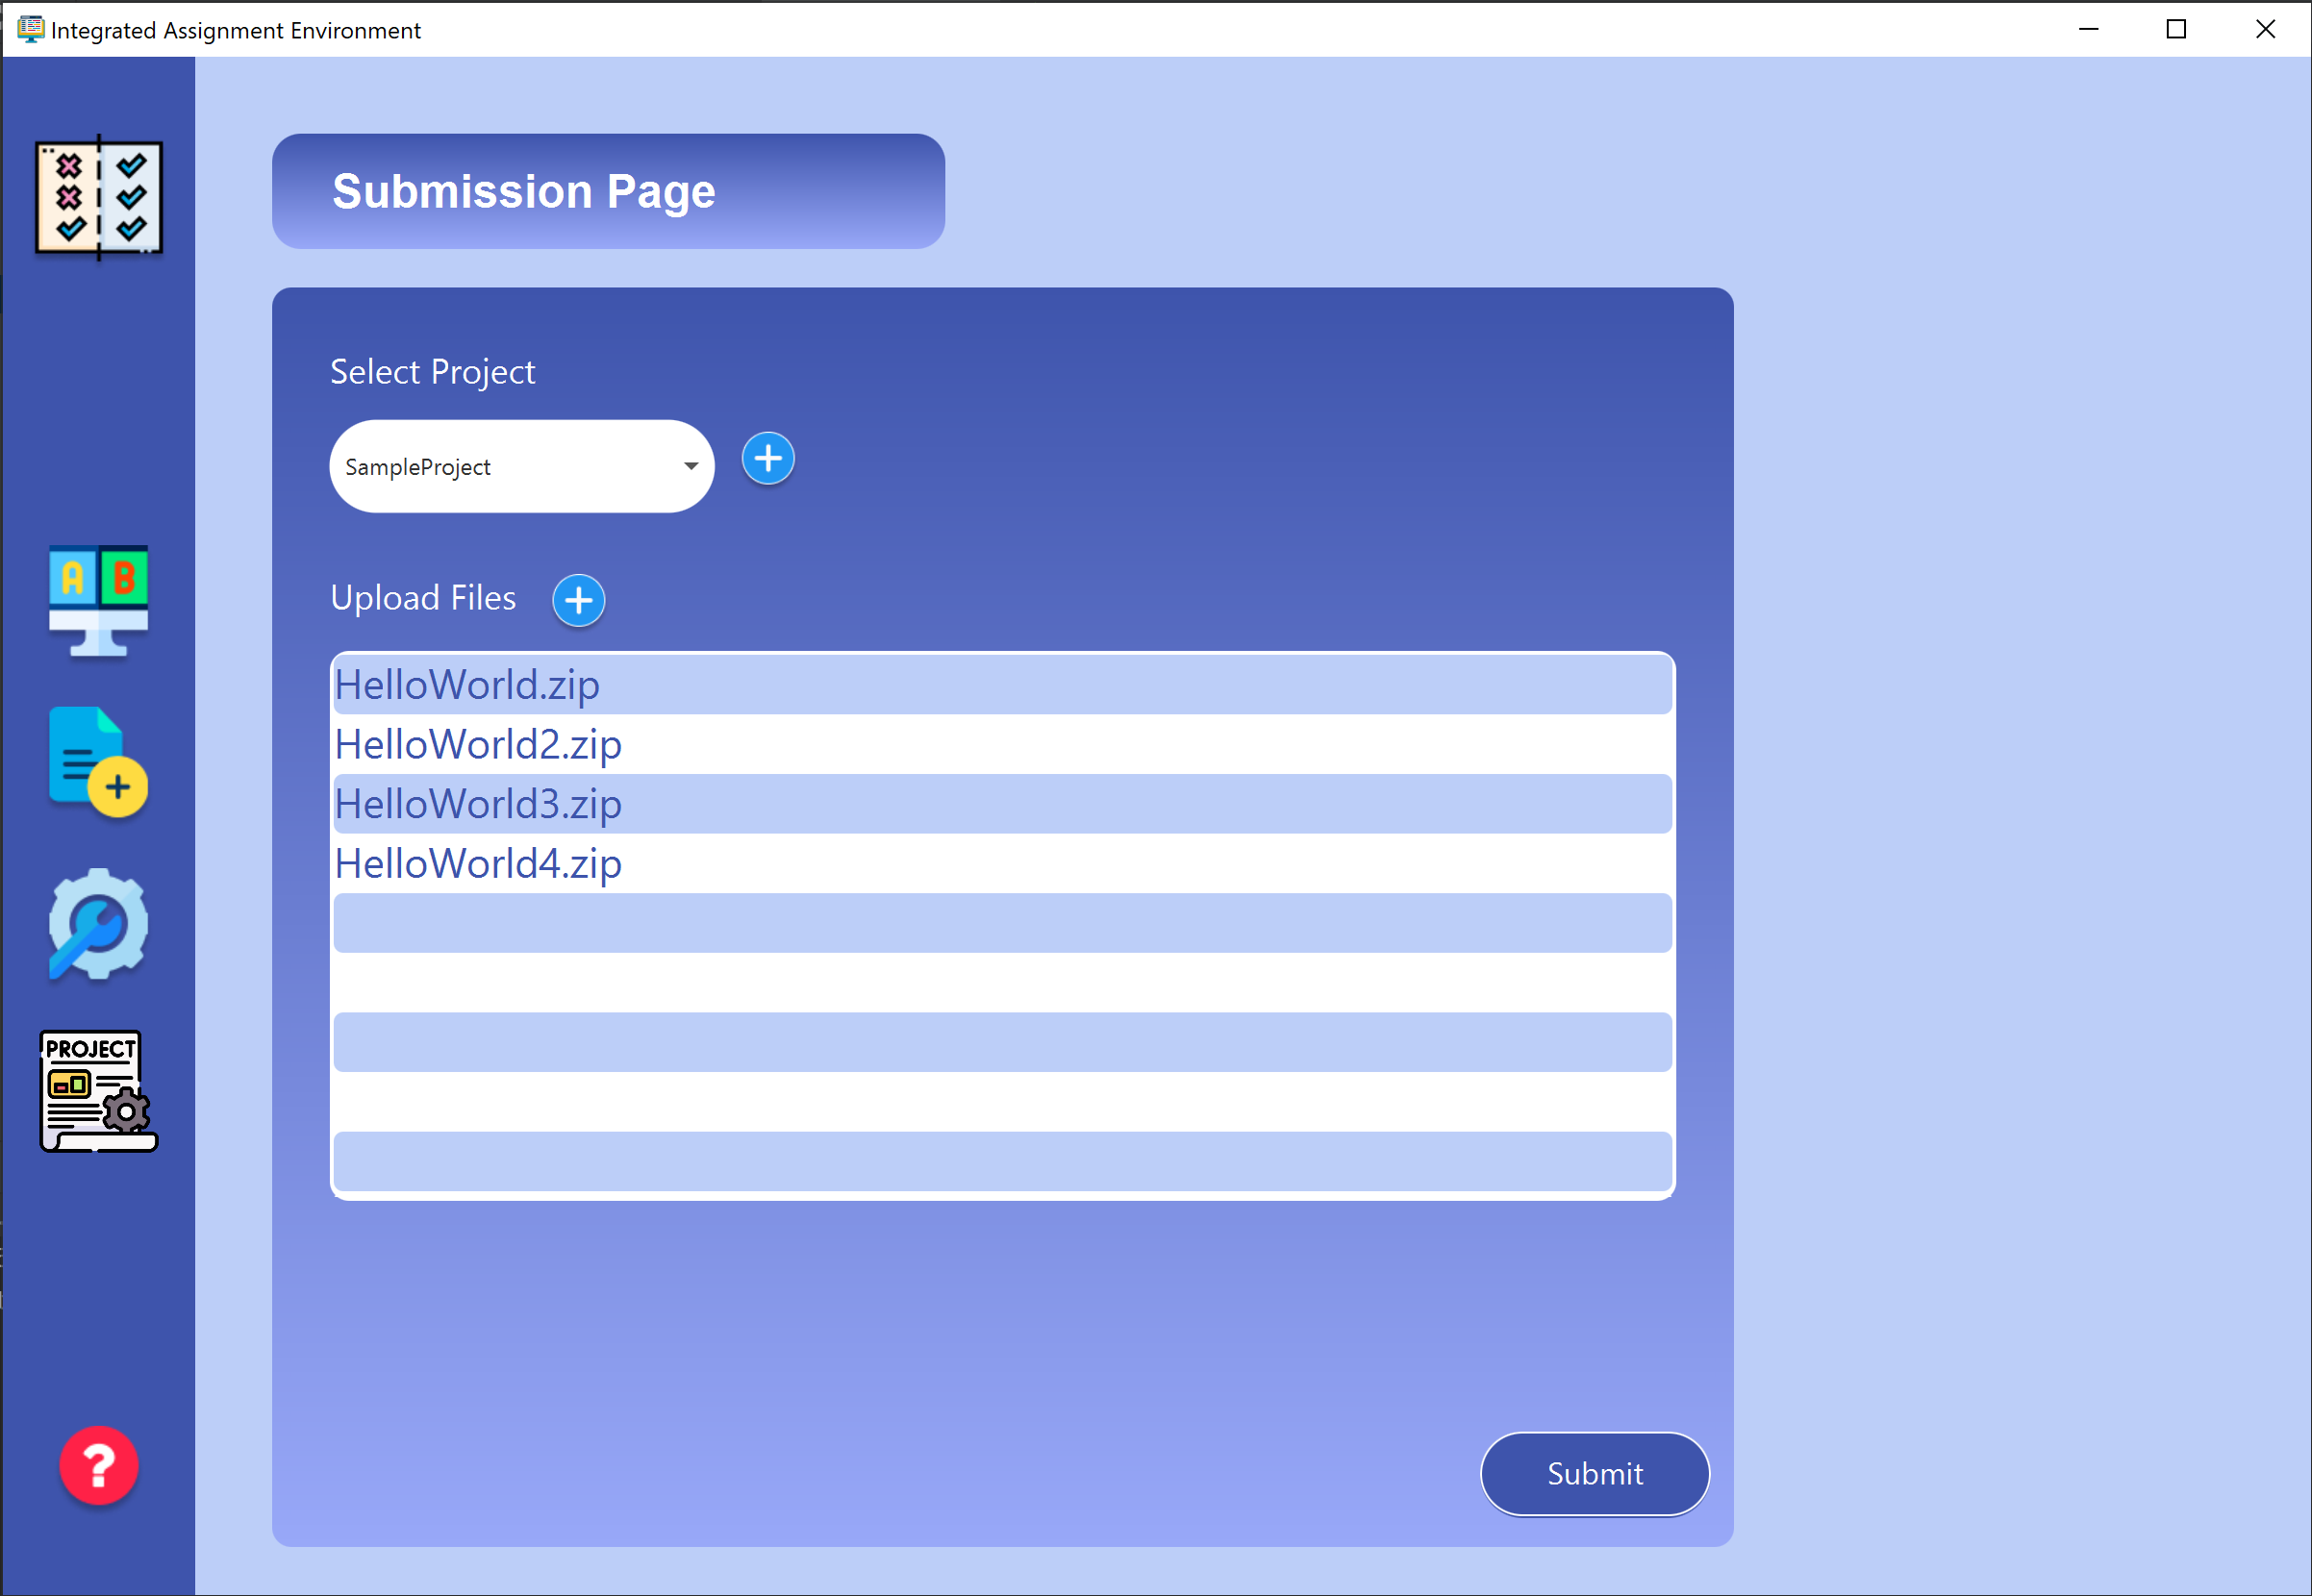 Integrated Assignment Environment
Submission Page
Select Project
SampleProject
Upload Files
HelloWorld.zip
HelloWorld2.zip
HelloWorld3.zip
HelloWorld4.zip
A B
PROJECT
?
Submit